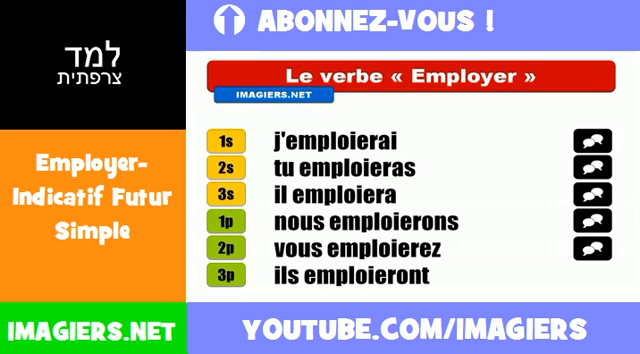 למד
צרפתית
Employer-
Indicatif Futur
Simple
IMAGIERS.NET
ABONNEZ-VOUS !
Le verbe « Employer »
IMAGIERS.NET
1s j'emploierai
2s tu emploieras
3s il emploiera
1p nous emploierons
2p vous emploierez
3p ils emploieront
YOUTUBE.COM/IMAGIERS